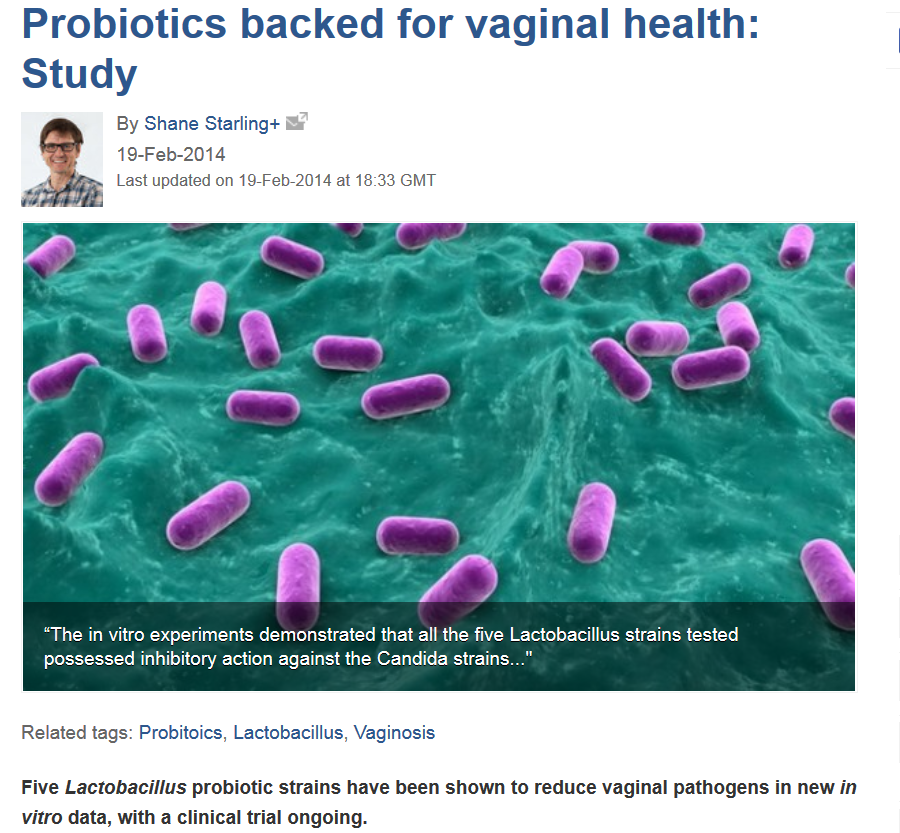 Probiotics backed for vaginal health:
Study
By Shane Starling+
19-Feb-2014
Last updated on 19-Feb-2014 at 18:33 GMT
“The in vitro experiments demonstrated that all the five Lactobacillus strains tested
possessed inhibitory action against the Candida strains..."
Related tags: Probitoics, Lactobacillus, Vaginosis
Five Lactobacillus probiotic strains have been shown to reduce vaginal pathogens in new in
vitro data, with a clinical trial ongoing.